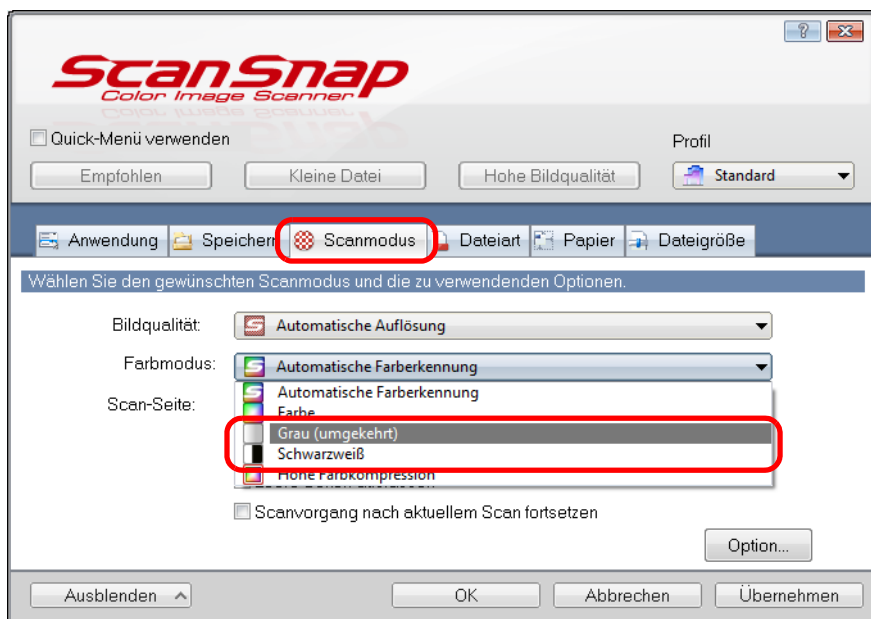 ScanSnap
Color Image Scanner
Quick-Menü verwenden
Profil
Empfohlen Kleine Datei Hohe Bildqualität Standard
Anwendung Speichern Scanmodus Dateiart Papier Dateigröße
Wählen Sie den gewünschten Scanmodus und die zu verwendenden Optionen.
Bildqualität: Automatische Auflösung
Farbmodus: Automatische Farberkennung
Automatische Farberkennung
Scan-Seite: Farbe
Grau (umgekehrt)
Schwarzweiß
Hohe Farbkompression
Scanvorgang nach aktuellem Scan fortsetzen
Option...
Ausblenden OK Abbrechen Übernehmen